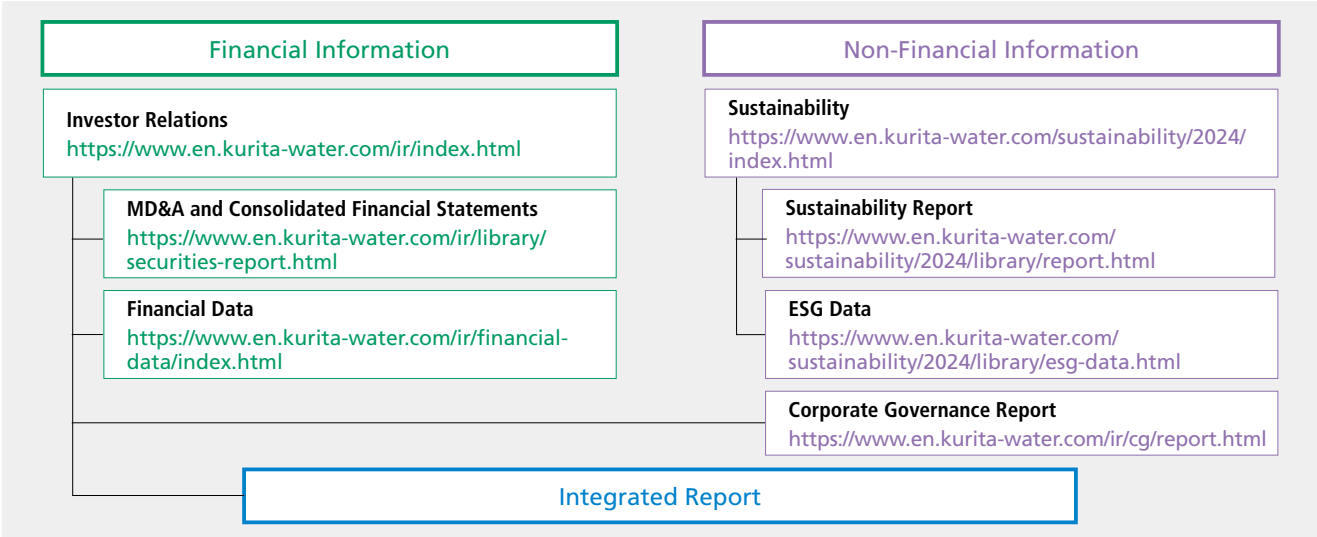 Financial Information
Investor Relations
https://www.en.kurita-water.com/ir/index.html
MD&A and Consolidated Financial Statements
https://www.en.kurita-water.com/ir/library/
securities-report.html
Financial Data
https://www.en.kurita-water.com/ir/financial-
data/index.html
Non-Financial Information
Sustainability
https://www.en.kurita-water.com/sustainability/2024/
index.html
Sustainability Report
https://www.en.kurita-water.com/
sustainability/2024/library/report.html
ESG Data
https://www.en.kurita-water.com/
sustainability/2024/library/esg-data.html
Corporate Governance Report
https://www.en.kurita-water.com/ir/cg/report.html
Integrated Report